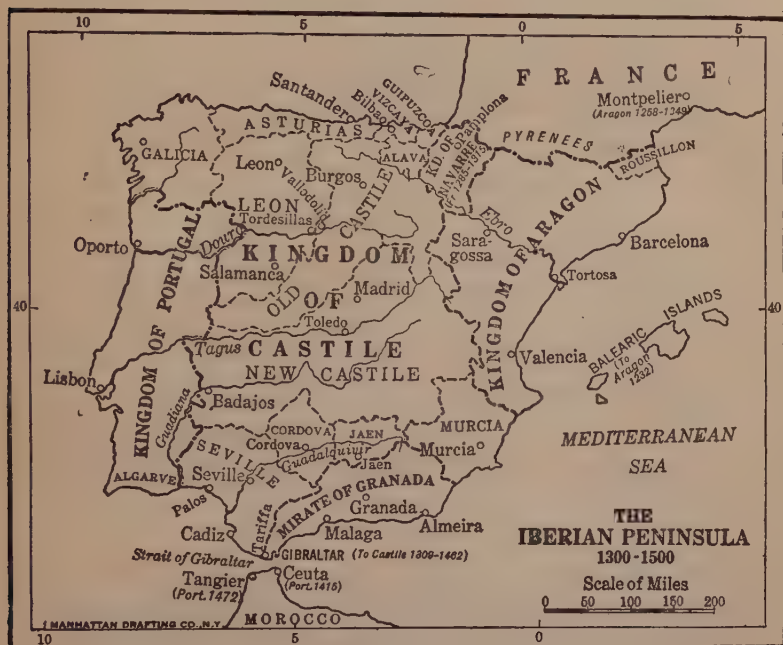 10 5 0 5
FRANCE
Montpelier
(Aragon 1258-1349)
Santander
Bilbao
VIZCAYA
GUIPUZCOA
Pamplona
ASTURIAS
PYRENEES
ROUSSILLON
GALICIA
ALAVA
KD. OF
NAVARRE
Leon
Valladolid
Burgos
CASTILE
LEON
Tordesillas
Ebro
Sara-
gossa
KINGDOM OF ARAGON
Barcelona
Oporto
Douro
KINGDOM
Salamanca
OLD
OF
Madrid
Tortosa
40
40
KINGDOM OF PORTUGAL
Toledo
Tagus
CASTILE
NEW CASTILE
Valencia
BALEARIC ISLANDS
(To
Aragon
1232)
Lisbon
Guadiana
Badajos
CORDOVA
JAEN
MURCIA
Cordova
Guadalquivir
Murcia
Jaen
MEDITERRANEAN
SEA
SEVILLE
Seville
ALGARVE
Palos
MIRATE OF GRANADA
Granada
Almeira
Cadiz
Tariffa
Malaga
THE
IBERIAN PENINSULA
1300-1500
Strait of Gibraltar
GIBRALTAR (To Castile 1309-1462)
Tangier
(Port. 1472)
Ceuta
(Port. 1415)
Scale of Miles
0 50 100 150 200
MOROCCO
MANHATTAN DRAFTING CO., N.Y.
10 5 0